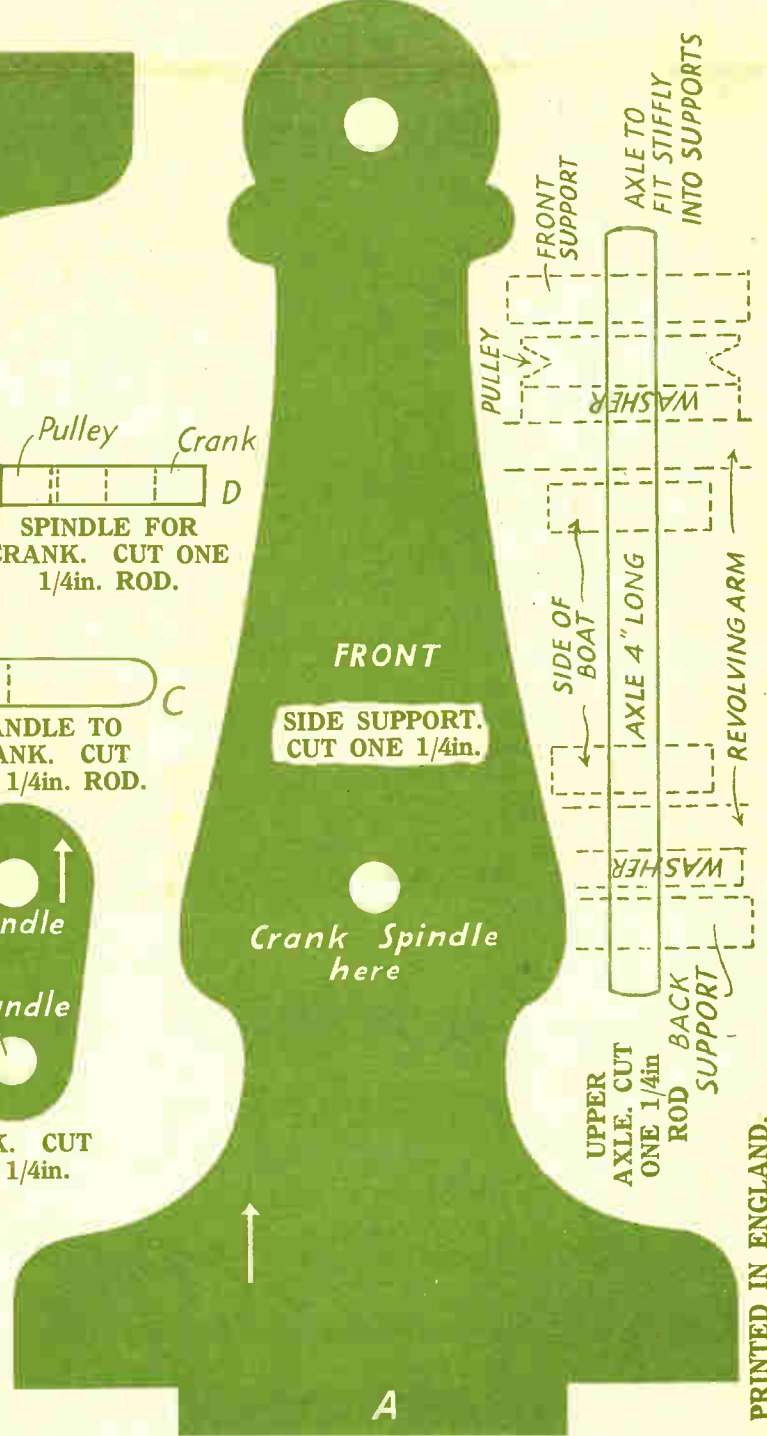 Pulley
Crank
D
SPINDLE FOR
CRANK. CUT ONE
1/4in. ROD.
C
HANDLE TO
CUT
1/4in. ROD.
CUT
1/4in.
FRONT
SIDE SUPPORT.
CUT ONE 1/4in.
Crank Spindle
here
A
AXLE TO
FIT STIFFLY
INTO SUPPORTS
FRONT
SUPPORT
PULLEY
WASHER
SIDE OF
BOAT
AXLE 4" LONG
REVOLVING ARM
WASHER
BACK
SUPPORT
UPPER
AXLE. CUT
ONE 1/4in
ROD
PRINTED IN ENGLAND.